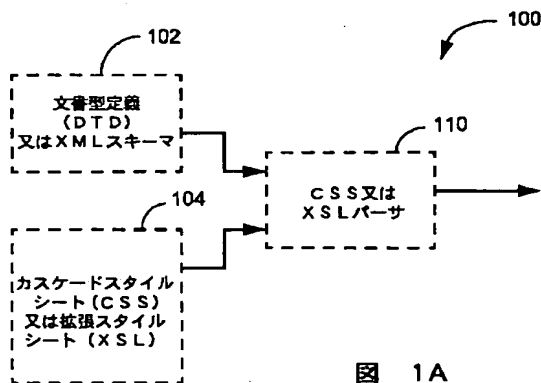 100
102
文書型定義
(DTD)
又はXMLスキーマ
110
CSS又は
XSLパーサ
104
カスケードスタイル
シート(CSS)
又は拡張スタイル
シート(XSL)
図 1A